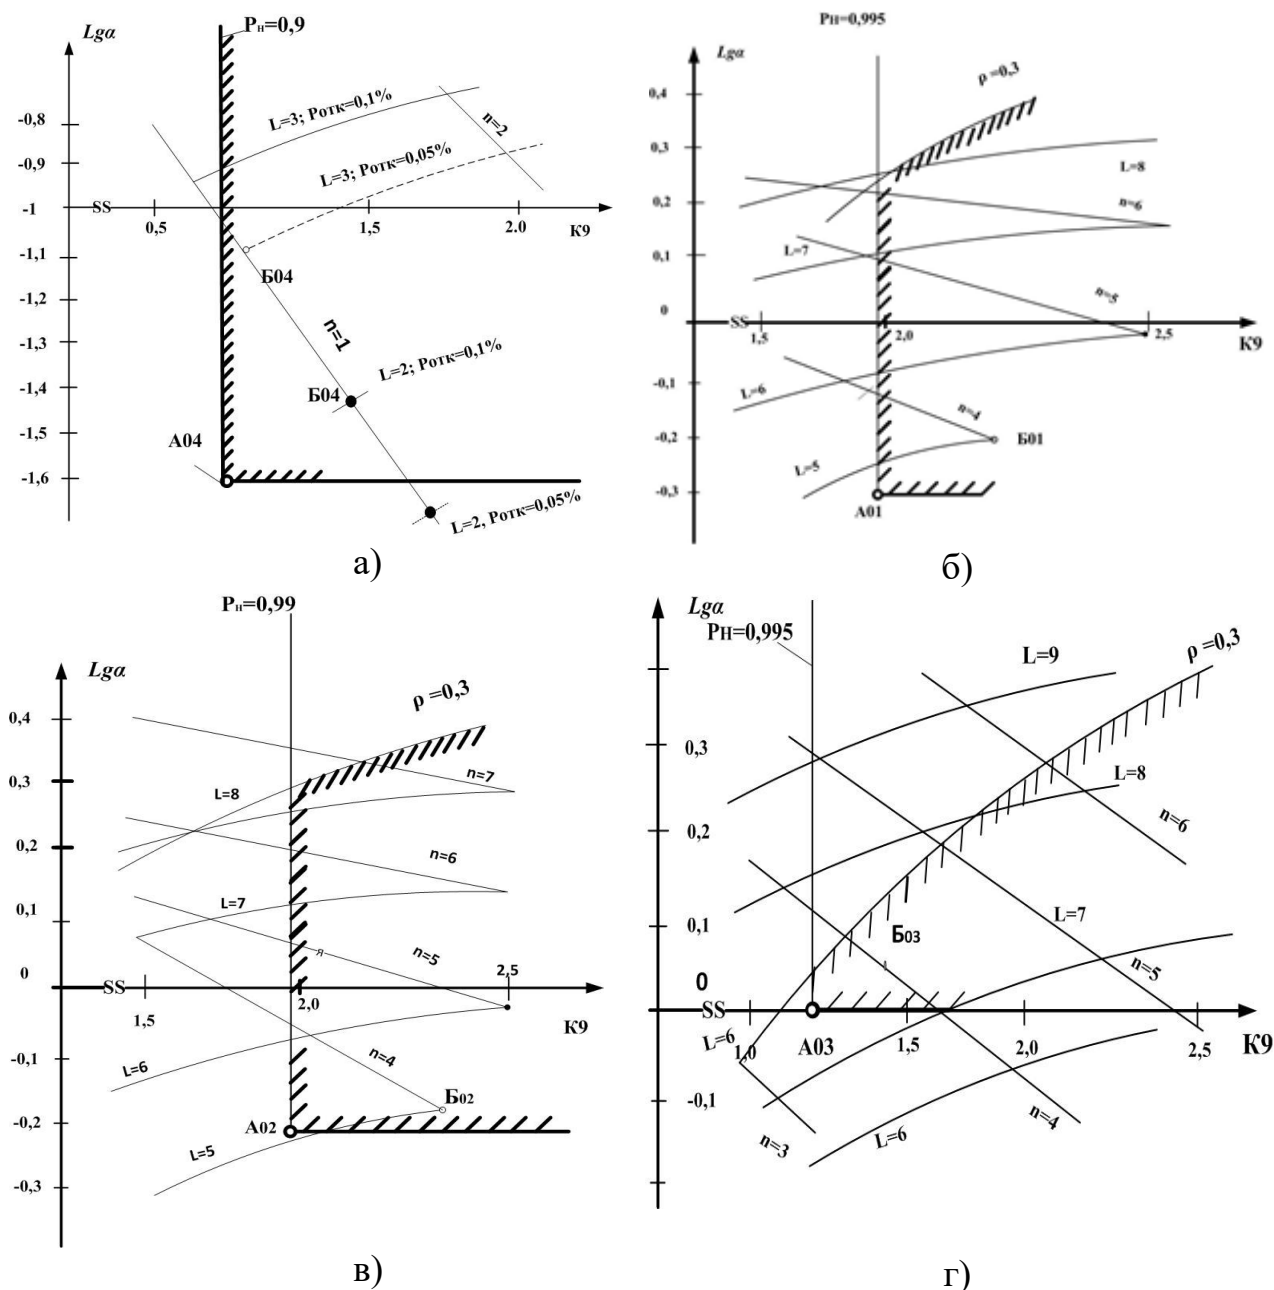 Lgα
Pн=0,9
L=3; Pотк=0,1%
n=2
L=3; Pотк=0,05%
-0,8
-0,9
-1
-1,1
-1,2
-1,3
-1,4
-1,5
-1,6
SS
0,5
1,5
2.0
К9
Б04
n=1
L=2; Pотк=0,1%
Б04
А04
L=2, Pотк=0,05%
а)
PН=0,995
Lgα
ρ =0,3
0,4
0,3
0,2
0,1
0
-0,1
-0,2
-0,3
L=8
n=6
L=7
n=5
SS
1,5
2,0
2,5
К9
L=6
n=4
Б01
L=5
А01
б)
Pн=0,99
Lgα
ρ =0,3
0,4
0,3
0,2
0,1
0
-0,1
-0,2
-0,3
L=8
n=7
n=6
L=7
я
n=5
2,5
SS
1,5
2,0
К9
L=6
n=4
Б02
А02
L=5
в)
Lgα
PН=0,995
L=9
ρ =0,3
0,3
0,2
0,1
0
-0,1
L=8
n=6
L=7
Б03
n=5
SS
L=6
1,0
А03
1,5
2,0
2,5
К9
n=3
L=6
n=4
г)